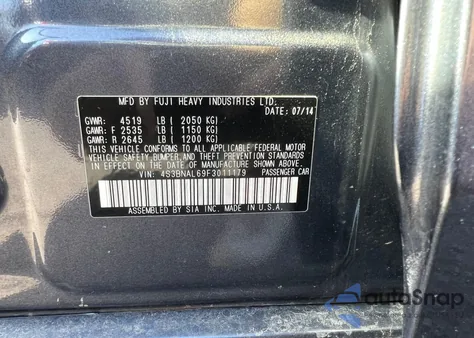 MFD BY FUJI HEAVY INDUSTRIES LTD.
DATE: 07/14
GVWR: 4519 LB ( 2050 KG)
GAWR: F 2535 LB ( 1150 KG)
GAWR: R 2645 LB ( 1200 KG)
THIS VEHICLE CONFORMS TO ALL APPLICABLE FEDERAL MOTOR
VEHICLE SAFETY, BUMPER, AND THEFT PREVENTION STANDARDS
IN EFFECT ON THE DATE OF MANUFACTURE SHOWN ABOVE.
VIN: 4S3BNAL69F3011179 PASSENGER CAR
ASSEMBLED BY SIA INC. MADE IN U.S.A.
autoSnap